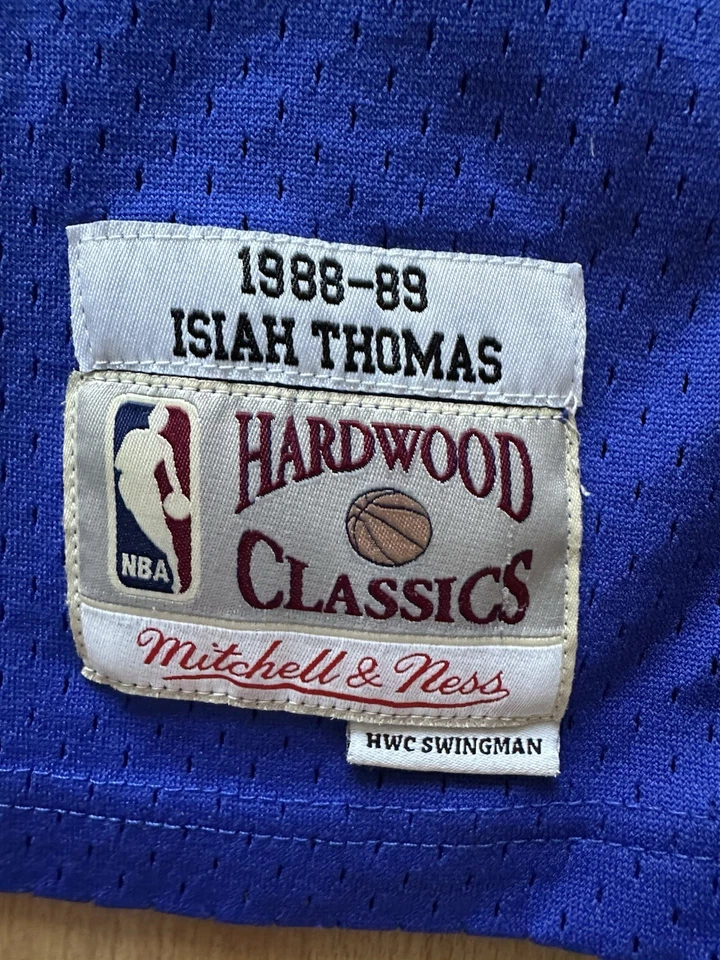 1988-89
ISIAH THOMAS
HARDWOOD
CLASSICS
NBA
Mitchell & Ness
HWC SWINGMAN